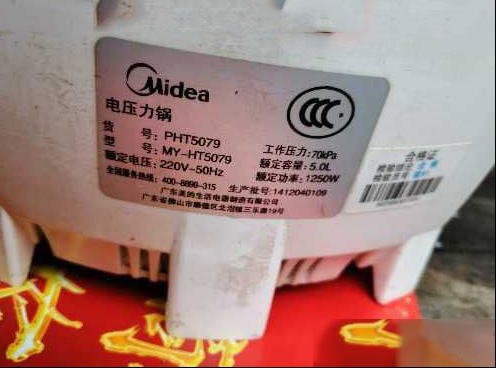 Midea
电压力锅
CCC
货 号: PHT5079
型 号: MY-HT5079
工作压力: 70kPa
额定电压: 220V~50Hz
额定容量: 5.0L
额定功率: 1250W
全国服务热线: 400-8899-315
生产批号: 1412040109
广东美的生活电器制造有限公司
广东省佛山市顺德区北滘镇三乐路19号
合格证